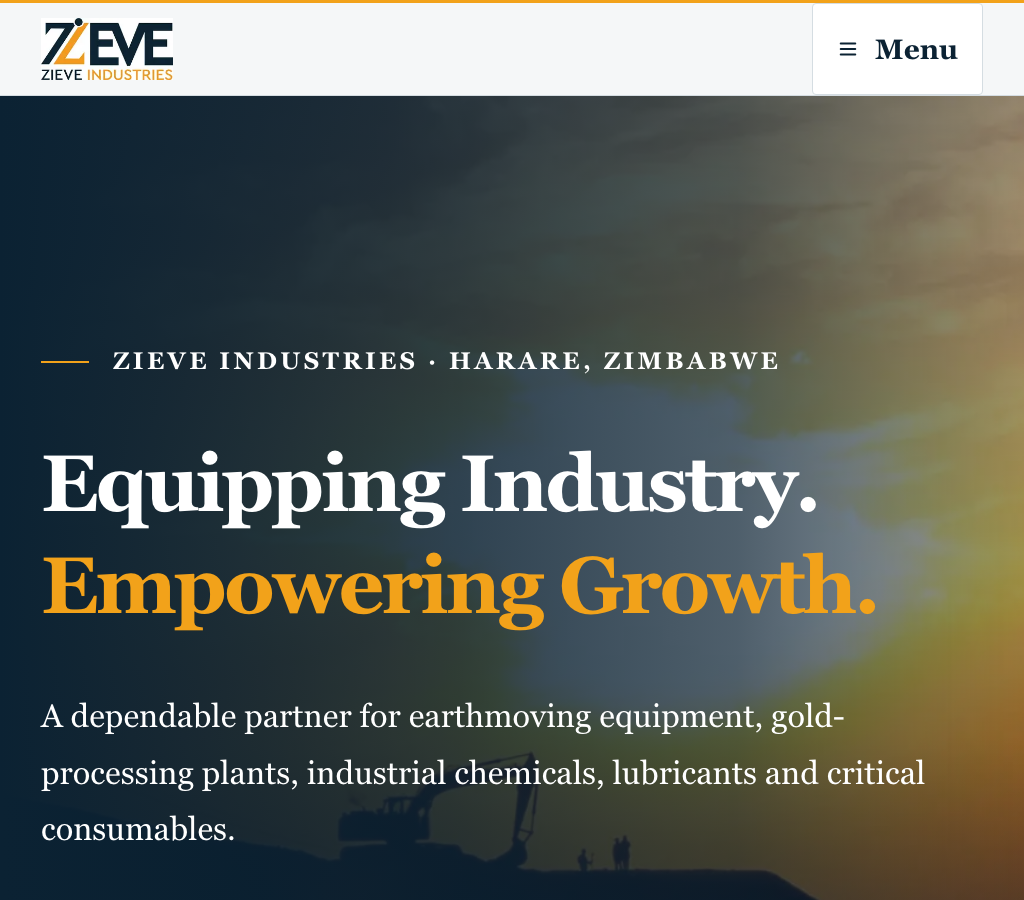 ZIEVE
ZIEVE INDUSTRIES
≡ Menu
ZIEVE INDUSTRIES · HARARE, ZIMBABWE
Equipping Industry.
Empowering Growth.
A dependable partner for earthmoving equipment, gold-
processing plants, industrial chemicals, lubricants and critical
consumables.